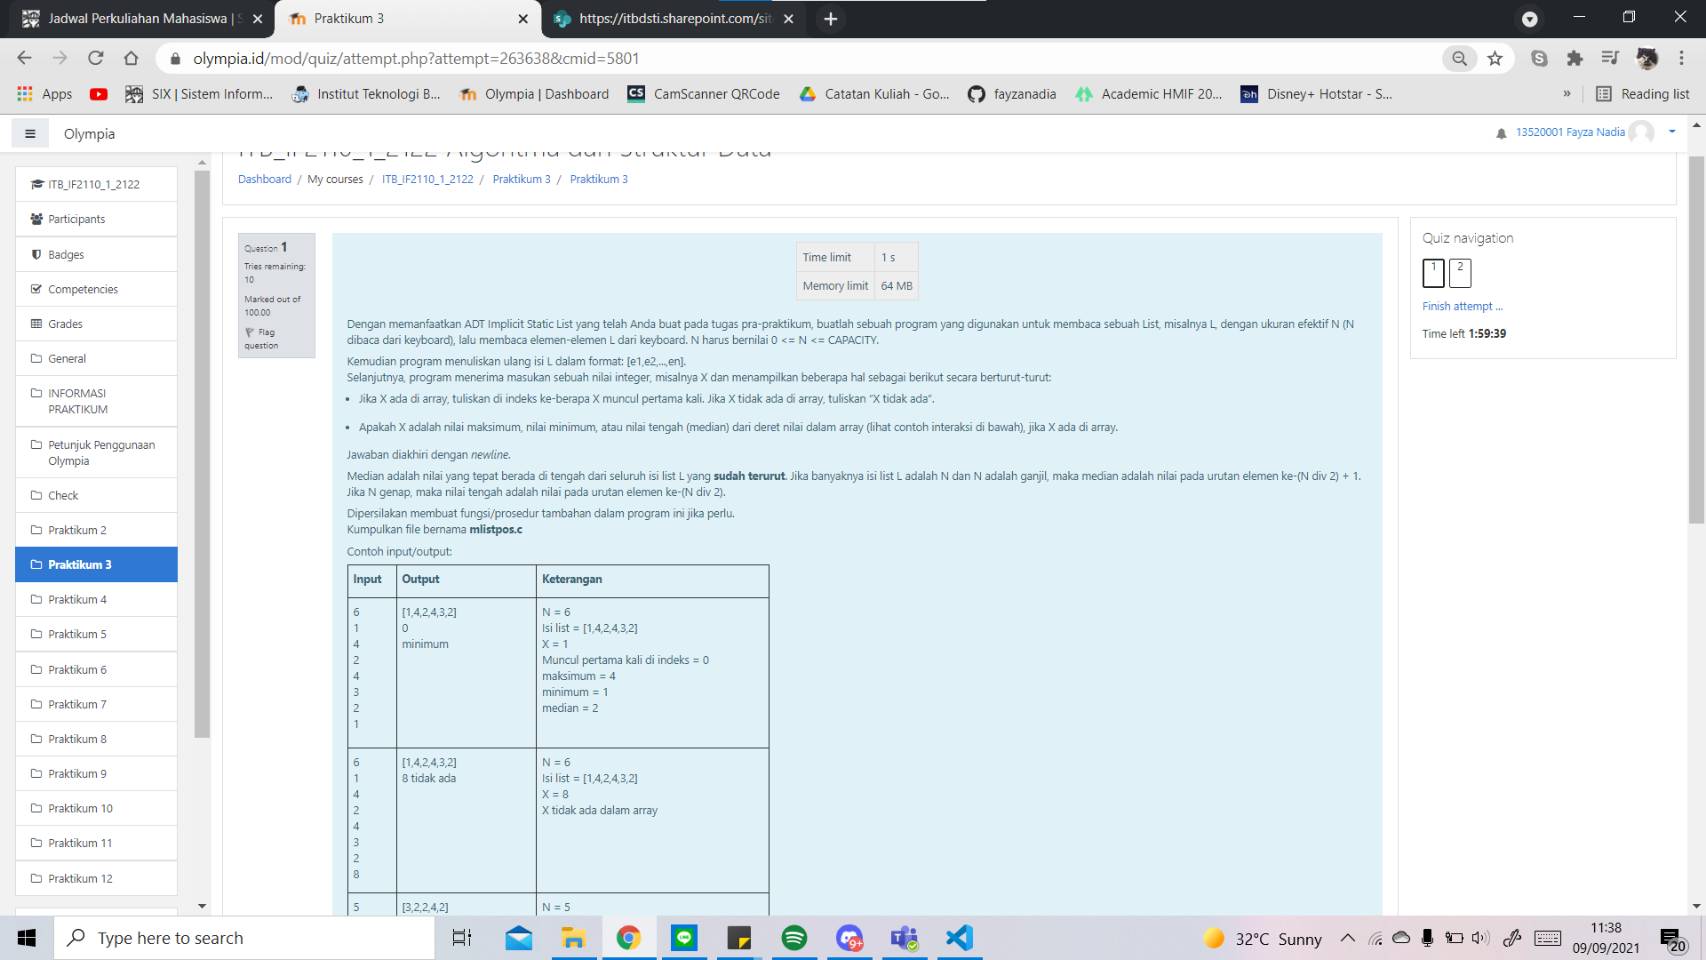 Jadwal Perkuliahan Mahasiswa | S
Praktikum 3
https://itbdsti.sharepoint.com/sit
olympia.id/mod/quiz/attempt.php?attempt=263638&cmid=5801
Apps
SIX | Sistem Inform...
Institut Teknologi B...
Olympia | Dashboard
CS CamScanner QRCode
Catatan Kuliah - Go...
fayzanadia
Academic HMIF 20...
Disney+ Hotstar - S...
»
Reading list
Olympia
13520001 Fayza Nadia
ITB_IF2110_1_2122 Algoritma dan Struktur Data
Dashboard / My courses / ITB_IF2110_1_2122 / Praktikum 3 / Praktikum 3
ITB_IF2110_1_2122
Participants
Badges
Competencies
Grades
General
INFORMASI
PRAKTIKUM
Petunjuk Penggunaan
Olympia
Check
Praktikum 2
Praktikum 3
Praktikum 4
Praktikum 5
Praktikum 6
Praktikum 7
Praktikum 8
Praktikum 9
Praktikum 10
Praktikum 11
Praktikum 12
Question 1
Tries remaining:
10
Marked out of
100.00
Flag
question
Time limit 1 s
Memory limit 64 MB
Dengan memanfaatkan ADT Implicit Static List yang telah Anda buat pada tugas pra-praktikum, buatlah sebuah program yang digunakan untuk membaca sebuah List, misalnya L, dengan ukuran efektif N (N
dibaca dari keyboard), lalu membaca elemen-elemen L dari keyboard. N harus bernilai 0 <= N <= CAPACITY.
Kemudian program menuliskan ulang isi L dalam format: [e1,e2,...,en].
Selanjutnya, program menerima masukan sebuah nilai integer, misalnya X dan menampilkan beberapa hal sebagai berikut secara berturut-turut:
• Jika X ada di array, tuliskan di indeks ke-berapa X muncul pertama kali. Jika X tidak ada di array, tuliskan "X tidak ada".
• Apakah X adalah nilai maksimum, nilai minimum, atau nilai tengah (median) dari deret nilai dalam array (lihat contoh interaksi di bawah), jika X ada di array.
Jawaban diakhiri dengan newline.
Median adalah nilai yang tepat berada di tengah dari seluruh isi list L yang sudah terurut. Jika banyaknya isi list L adalah N dan N adalah ganjil, maka median adalah nilai pada urutan elemen ke-(N div 2) + 1.
Jika N genap, maka nilai tengah adalah nilai pada urutan elemen ke-(N div 2).
Dipersilakan membuat fungsi/prosedur tambahan dalam program ini jika perlu.
Kumpulkan file bernama mlistpos.c
Contoh input/output:
Input Output Keterangan
6 [1,4,2,4,3,2] N = 6
1 0 Isi list = [1,4,2,4,3,2]
4 minimum X = 1
2 Muncul pertama kali di indeks = 0
4 maksimum = 4
3 minimum = 1
2 median = 2
1
6 [1,4,2,4,3,2] N = 6
1 8 tidak ada Isi list = [1,4,2,4,3,2]
4 X = 8
2 X tidak ada dalam array
4
3
2
8
5 [3,2,2,4,2] N = 5
Quiz navigation
1 2
Finish attempt ...
Time left 1:59:39
Type here to search
9+
32°C Sunny
11:38
09/09/2021
20